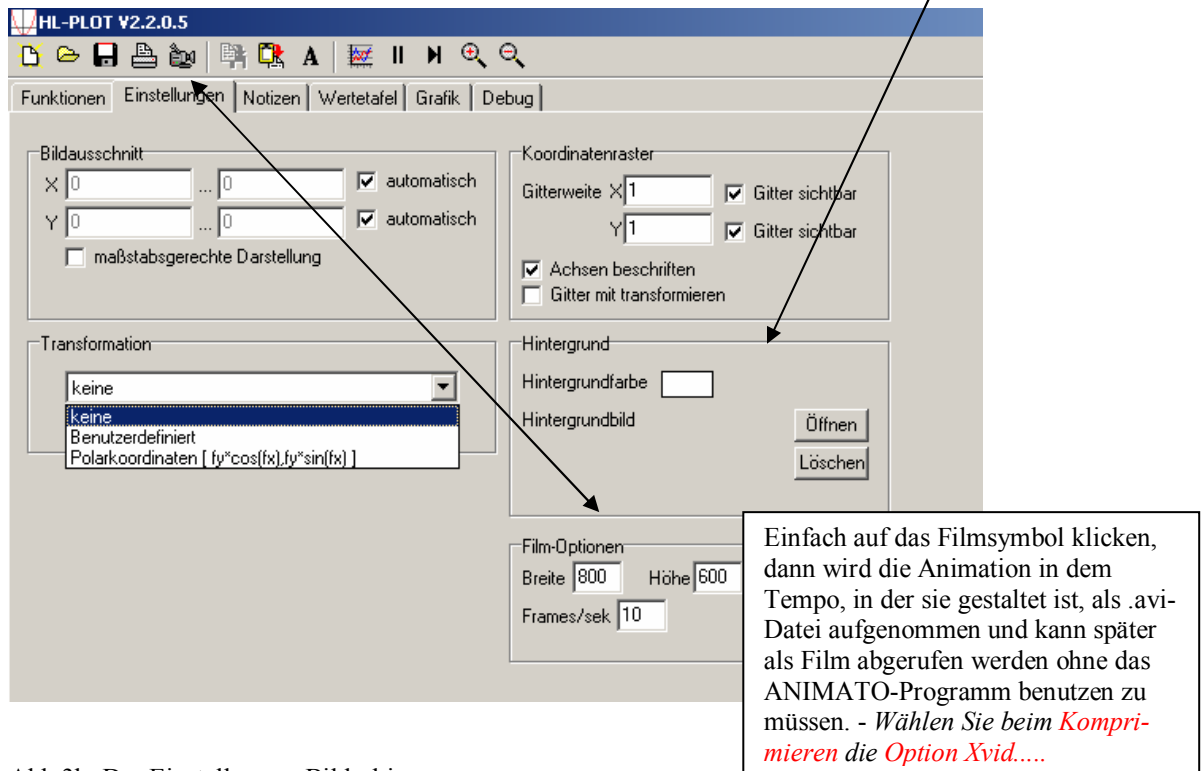 HL-PLOT V2.2.0.5
A
Funktionen Einstellungen Notizen Wertetafel Grafik Debug
Bildausschnitt
X 0 ... 0 automatisch
Y 0 ... 0 automatisch
maßstabsgerechte Darstellung
Koordinatenraster
Gitterweite X 1 Gitter sichtbar
Y 1 Gitter sichtbar
Achsen beschriften
Gitter mit transformieren
Transformation
keine
keine
Benutzerdefiniert
Polarkoordinaten [ fy*cos(fx),fy*sin(fx) ]
Hintergrund
Hintergrundfarbe
Hintergrundbild
Öffnen
Löschen
Film-Optionen
Breite 800 Höhe 600
Frames/sek 10
Einfach auf das Filmsymbol klicken,
dann wird die Animation in dem
Tempo, in der sie gestaltet ist, als .avi-
Datei aufgenommen und kann später
als Film abgerufen werden ohne das
ANIMATO-Programm benutzen zu
müssen. - Wählen Sie beim Kompri-
mieren die Option Xvid.....